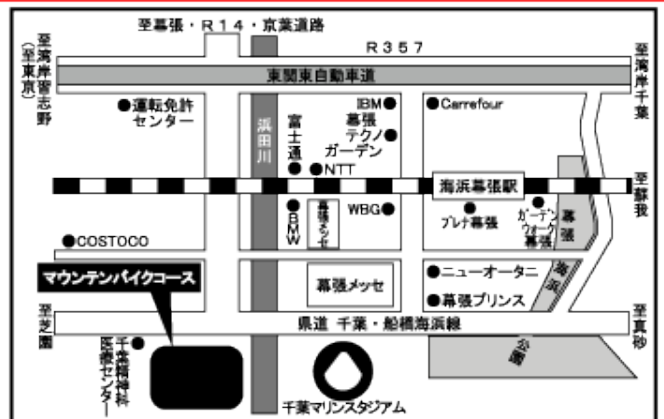 至幕張・R14・京葉道路
至湾岸習志野
(至東京)
R357
至湾岸千葉
東関東自動車道
●運転免許
センター
浜田川
富士通
IBM●
幕張
テクノ●
ガーデン
●NTT
●Carrefour
海浜幕張駅
至蘇我
BMW
幕張メッセ
WBG●
プレナ幕張
ガーデン
ウォーク
幕張
幕張
海浜
公園
●COSTOCO
マウンテンバイクコース
幕張メッセ
●ニューオータニ
●幕張プリンス
至芝園
県道 千葉・船橋海浜線
至真砂
千葉精神科
医療センター
千葉マリンスタジアム